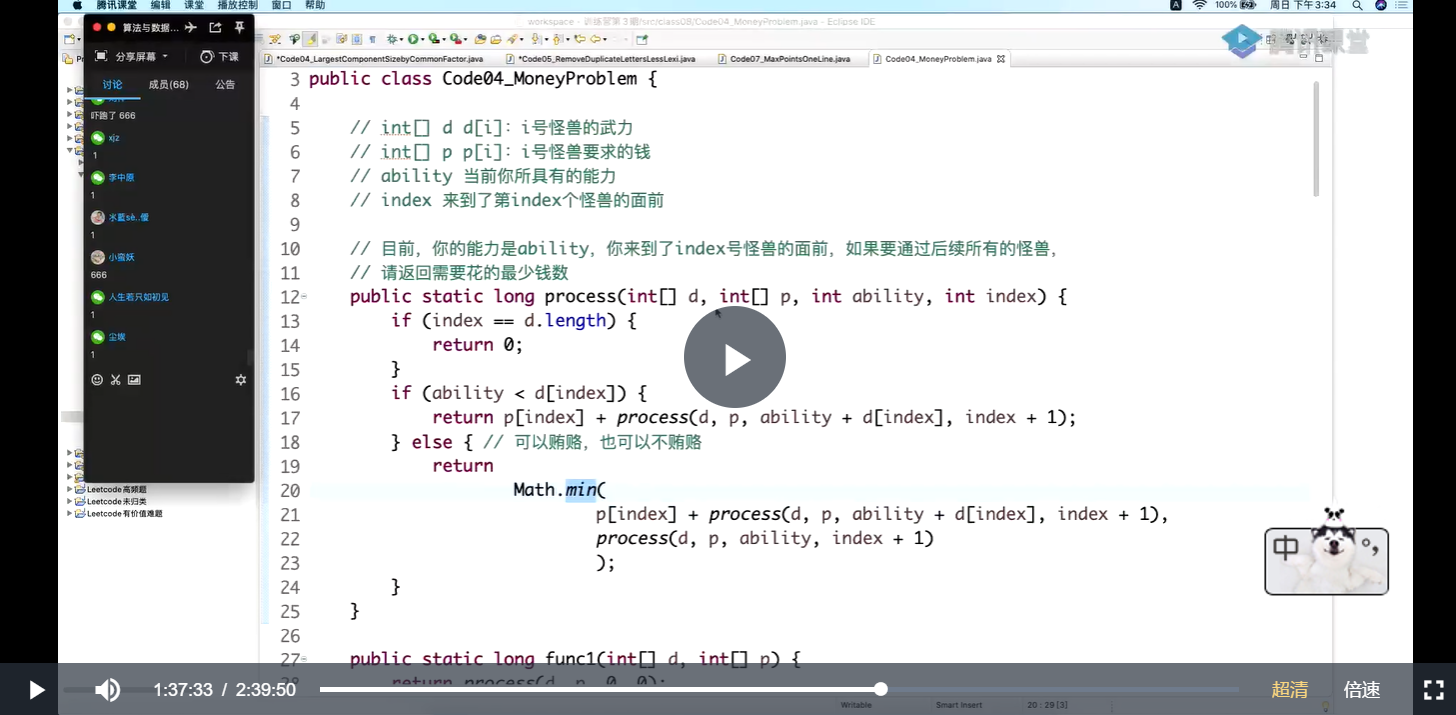 腾讯课堂 编辑 课堂 播放控制 窗口 帮助
100% 周日 下午3:34
workspace - 训练营第3期/src/class08/Code04_MoneyProblem.java - Eclipse IDE
算法与数据...
分享屏幕 下课
讨论 成员(68) 公告
吓跑了 666
xjz
1
李中原
1
1
小蛮妖
666
人生若只如初见
1
尘埃
1
Leetcode 高频题
Leetcode 未归类
Leetcode 有价值难题
*Code04_LargestComponentSizebyCommonFactor.java *Code05_RemoveDuplicateLettersLessLexi.java Code07_MaxPointsOneLine.java Code04_MoneyProblem.java
3 public class Code04_MoneyProblem {
4
5 // int[] d d[i]：i号怪兽的武力
6 // int[] p p[i]：i号怪兽要求的钱
7 // ability 当前你所具有的能力
8 // index 来到了第index个怪兽的面前
9
10 // 目前，你的能力是ability，你来到了index号怪兽的面前，如果要通过后续所有的怪兽，
11 // 请返回需要花的最少钱数
12 public static long process(int[] d, int[] p, int ability, int index) {
13 if (index == d.length) {
14 return 0;
15 }
16 if (ability < d[index]) {
17 return p[index] + process(d, p, ability + d[index], index + 1);
18 } else { // 可以贿赂，也可以不贿赂
19 return
20 Math.min(
21 p[index] + process(d, p, ability + d[index], index + 1),
22 process(d, p, ability, index + 1)
23 );
24 }
25 }
26
27 public static long func1(int[] d, int[] p) {
28 return process(d, p, 0, 0);
中 °,
1:37:33 / 2:39:50 超清 倍速
Writable Smart Insert 20 : 29 [3]